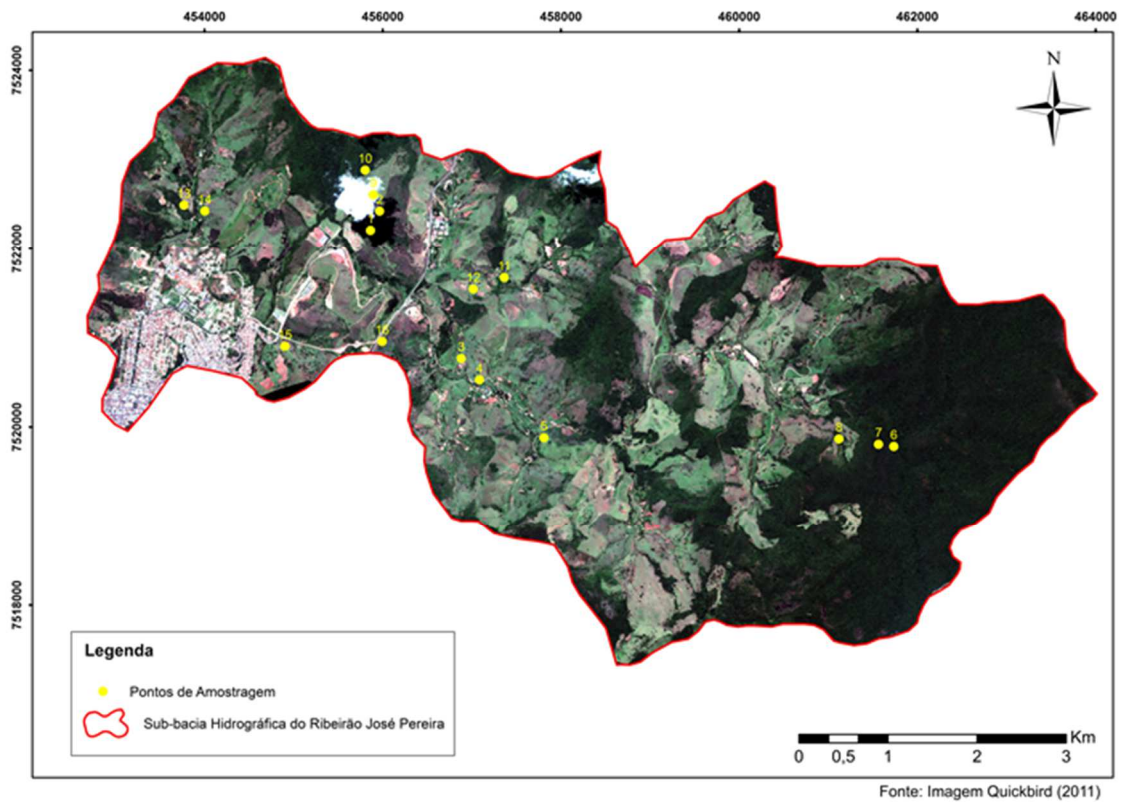 454000 456000 458000 460000 462000 464000
7524000
7522000
7520000
7518000
N
10
2
1
13 14
11
12
15
3
4
5
8 7 6
Legenda
Pontos de Amostragem
Sub-bacia Hidrográfica do Ribeirão José Pereira
Km
0 0,5 1 2 3
Fonte: Imagem Quickbird (2011)